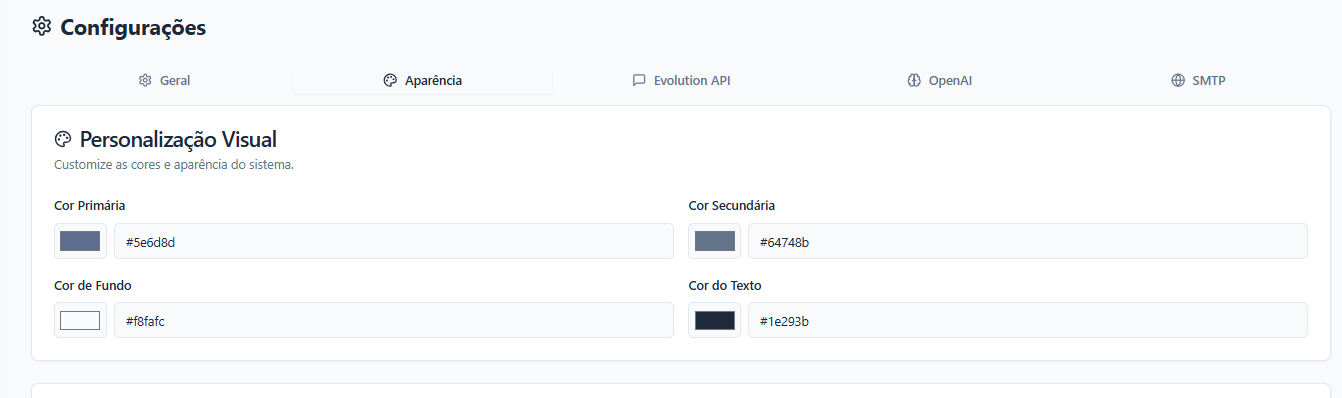 Configurações
Geral
Aparência
Evolution API
OpenAI
SMTP
Personalização Visual
Customize as cores e aparência do sistema.
Cor Primária
Cor Secundária
#5e6d8d
#64748b
Cor de Fundo
Cor do Texto
#f8fafc
#1e293b